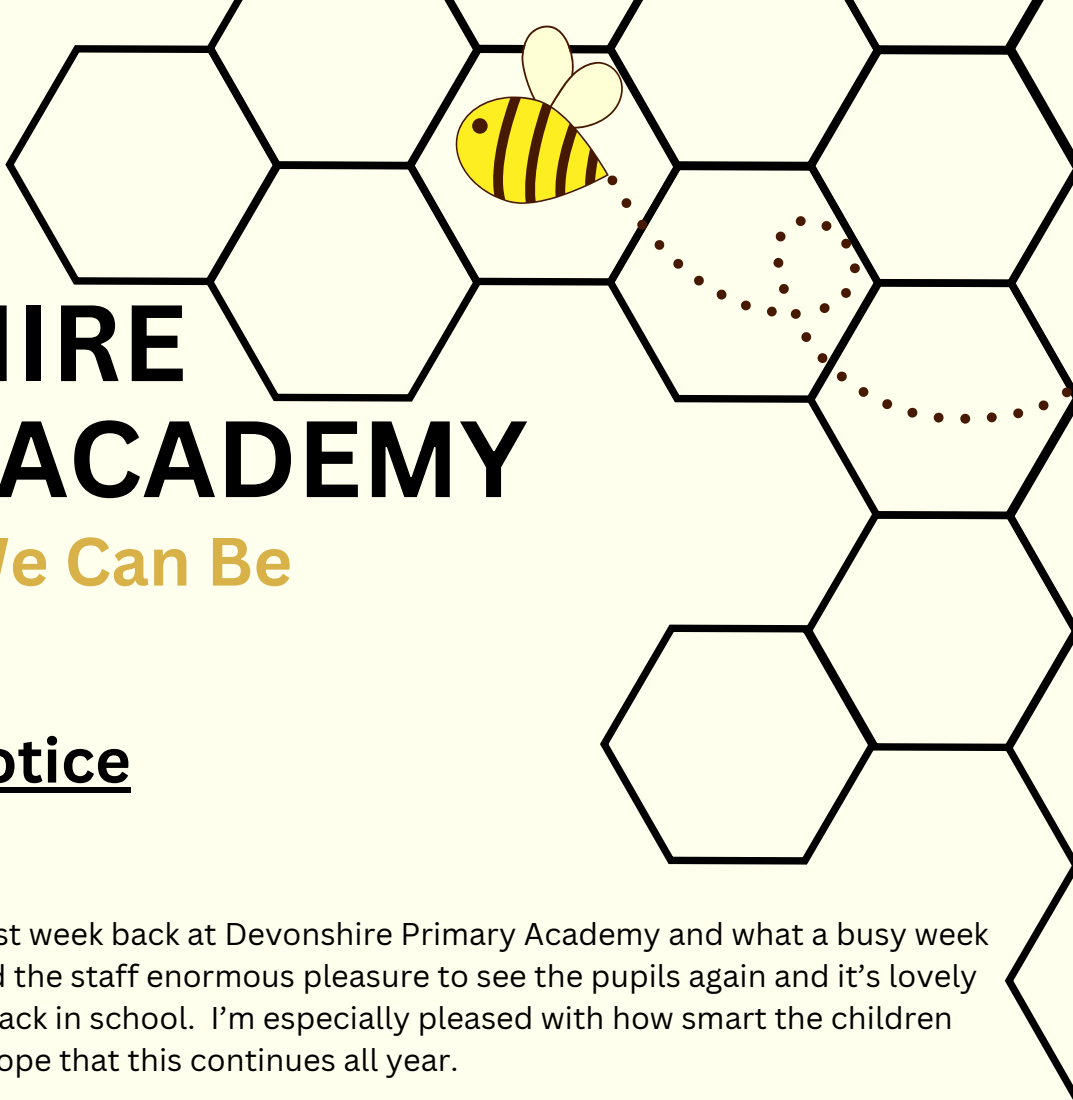 HIRE
ACADEMY
We Can Be
otice
st week back at Devonshire Primary Academy and what a busy week
d the staff enormous pleasure to see the pupils again and it’s lovely
ack in school.  I’m especially pleased with how smart the children
ope that this continues all year.